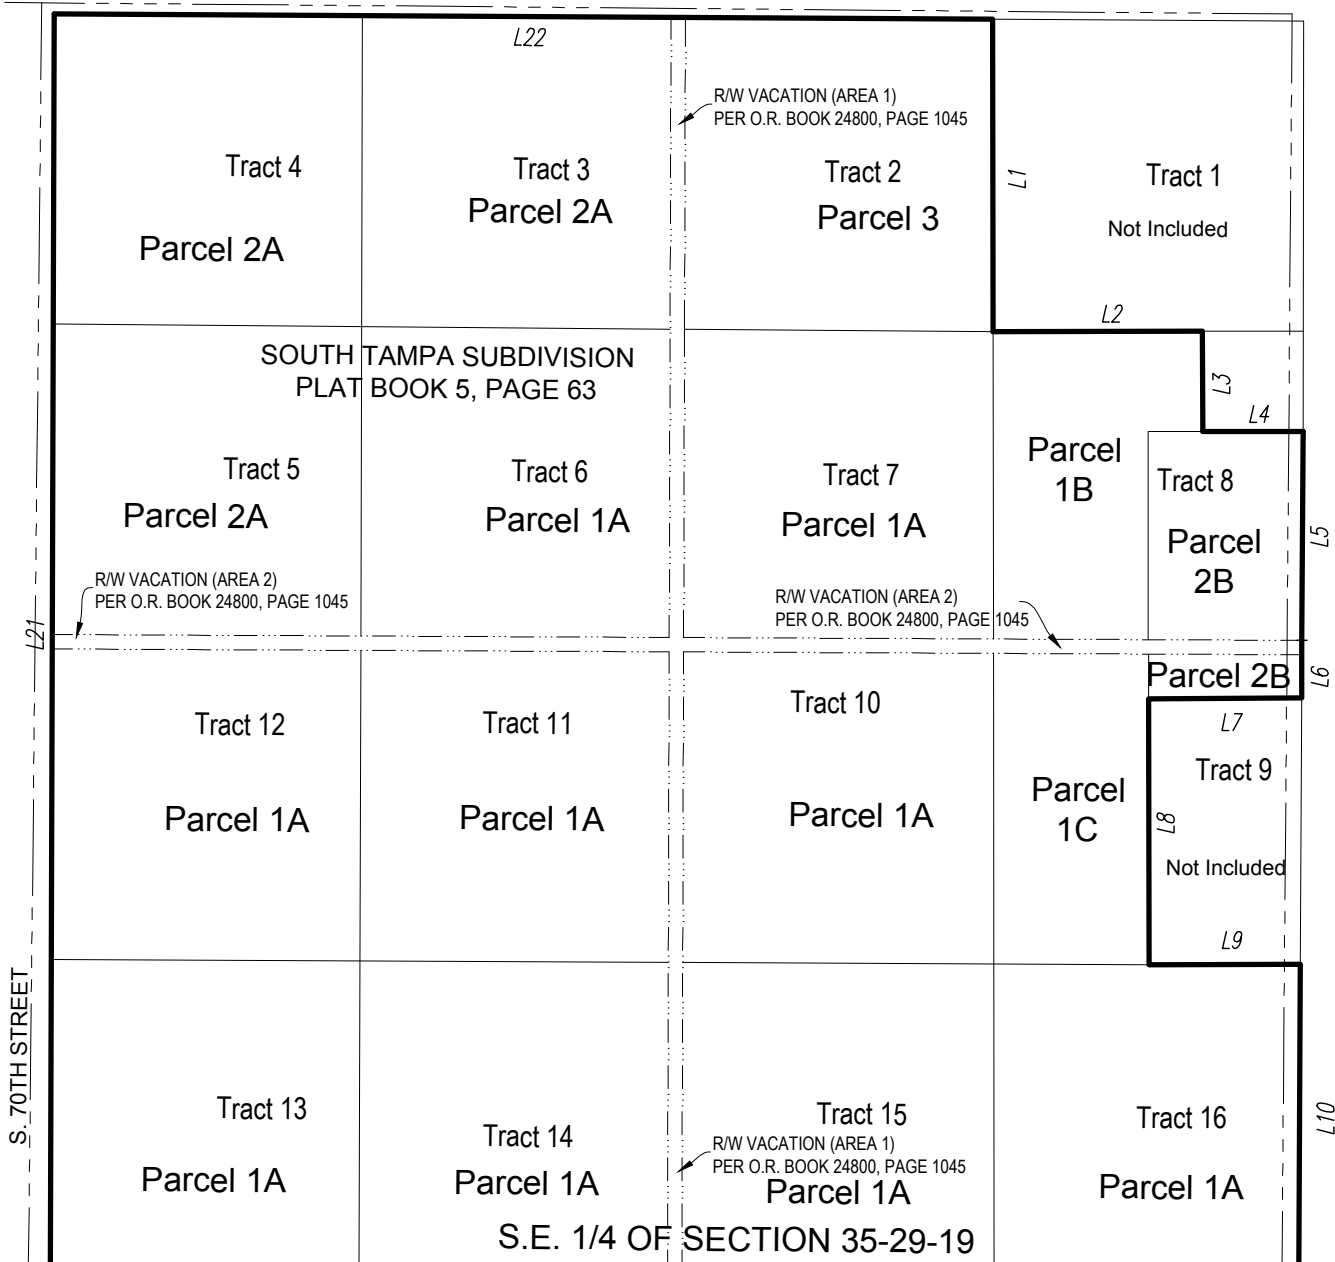 L22
R/W VACATION (AREA 1)
PER O.R. BOOK 24800, PAGE 1045
Tract 4
Parcel 2A
Tract 3
Parcel 2A
Tract 2
Parcel 3
L1
Tract 1
Not Included
L2
SOUTH TAMPA SUBDIVISION
PLAT BOOK 5, PAGE 63
L3
L4
Tract 5
Parcel 2A
Tract 6
Parcel 1A
Tract 7
Parcel 1A
Parcel
1B
Tract 8
Parcel
2B
L5
R/W VACATION (AREA 2)
PER O.R. BOOK 24800, PAGE 1045
R/W VACATION (AREA 2)
PER O.R. BOOK 24800, PAGE 1045
L21
Parcel 2B
L6
Tract 12
Parcel 1A
Tract 11
Parcel 1A
Tract 10
Parcel 1A
Parcel
1C
L7
Tract 9
L8
Not Included
L9
S. 70TH STREET
Tract 13
Parcel 1A
Tract 14
Parcel 1A
Tract 15
R/W VACATION (AREA 1)
PER O.R. BOOK 24800, PAGE 1045
Parcel 1A
Tract 16
Parcel 1A
L10
S.E. 1/4 OF SECTION 35-29-19